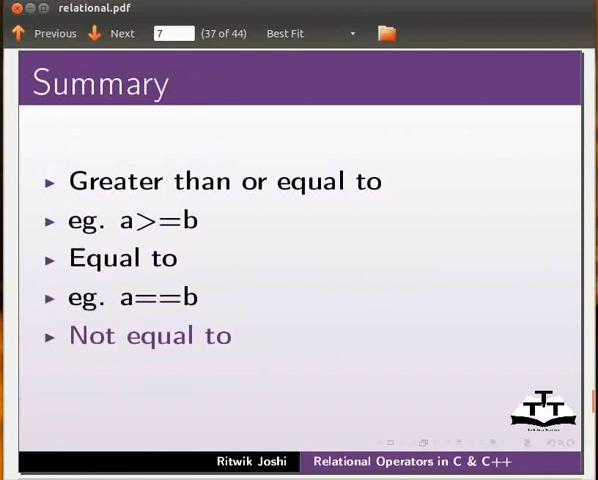 relational.pdf
Previous Next 7 (37 of 44) Best Fit
Summary
Greater than or equal to
eg. a>=b
Equal to
eg. a==b
Not equal to
TTT
Ritwik Joshi Relational Operators in C & C++